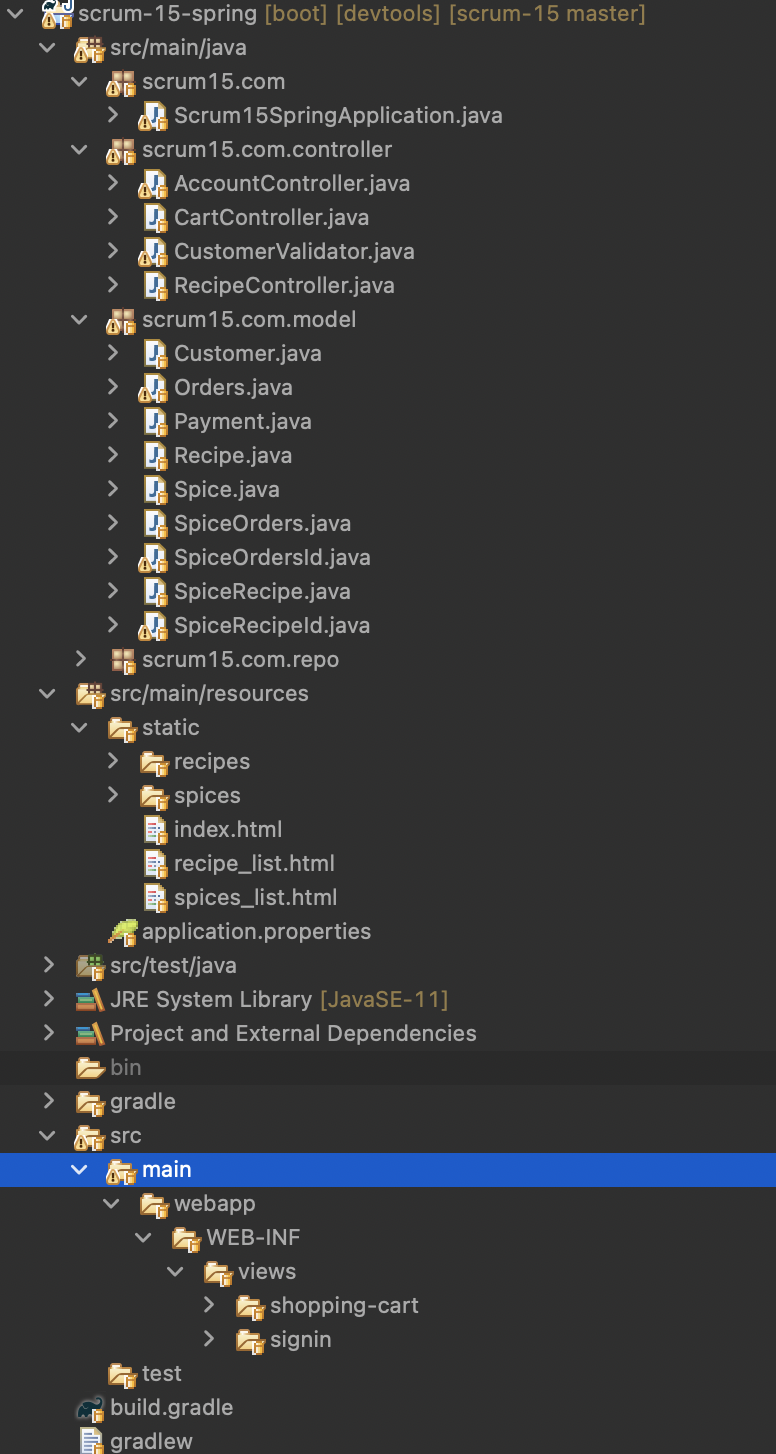 scrum-15-spring [boot] [devtools] [scrum-15 master]
src/main/java
scrum15.com
Scrum15SpringApplication.java
scrum15.com.controller
AccountController.java
CartController.java
CustomerValidator.java
RecipeController.java
scrum15.com.model
Customer.java
Orders.java
Payment.java
Recipe.java
Spice.java
SpiceOrders.java
SpiceOrdersId.java
SpiceRecipe.java
SpiceRecipeId.java
scrum15.com.repo
src/main/resources
static
recipes
spices
index.html
recipe_list.html
spices_list.html
application.properties
src/test/java
JRE System Library [JavaSE-11]
Project and External Dependencies
bin
gradle
src
main
webapp
WEB-INF
views
shopping-cart
signin
test
build.gradle
gradlew